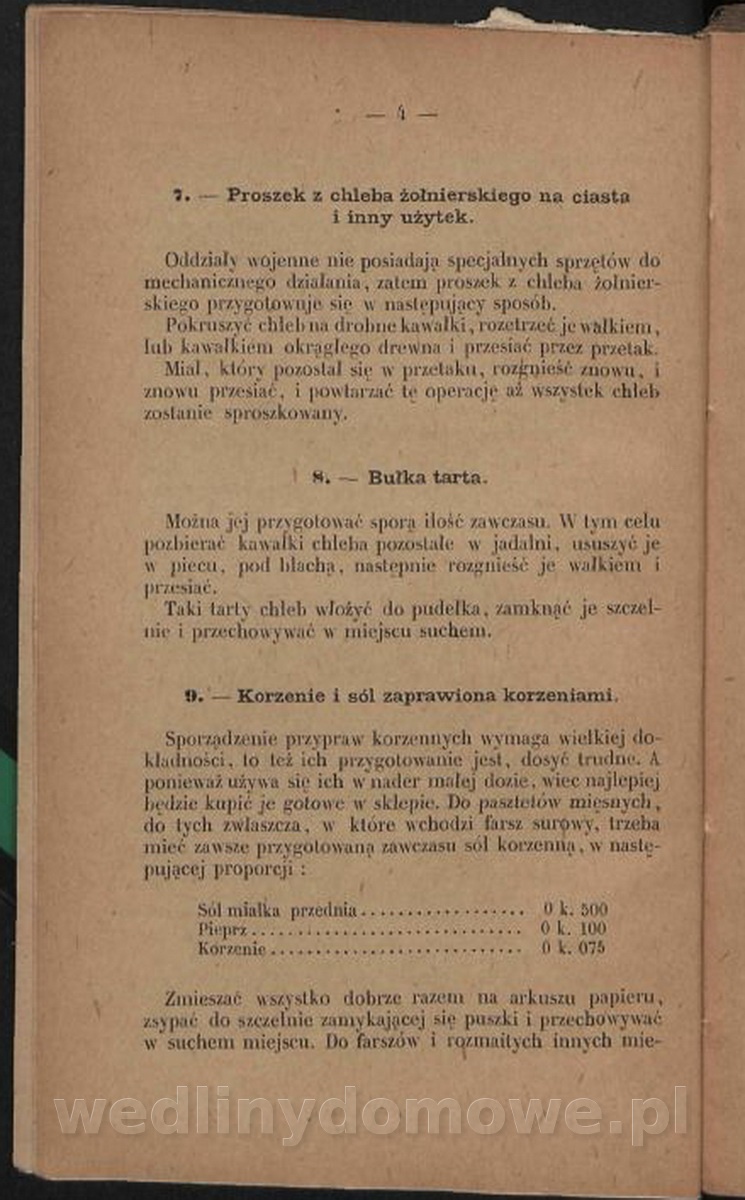 — 4 —
7. — Proszek z chleba żołnierskiego na ciasta
i inny użytek.
Oddziały wojenne nie posiadają specjalnych sprzętów do
mechanicznego działania, zatem proszek z chleba żołnier-
skiego przygotowuje się w następujący sposób.
Pokruszyć chleb na drobne kawałki, rozetrzeć je wałkiem,
lub kawałkiem okrągłego drewna i przesiać przez przetak.
Miał, który pozostał się w przetaku, rozgnieść znowu, i
znowu przesiać, i powtarzać tę operację aż wszystek chleb
zostanie sproszkowany.
8. — Bułka tarta.
Można jej przygotować sporą ilość zawczasu. W tym celu
pozbierać kawałki chleba pozostałe w jadalni, ususzyć je
w piecu, pod blachą, następnie rozgnieść je wałkiem i
przesiać.
Taki tarty chleb włożyć do pudełka, zamknąć je szczel-
nie i przechowywać w miejscu suchem.
9. — Korzenie i sól zaprawiona korzeniami.
Sporządzenie przypraw korzennych wymaga wielkiej do-
kładności, to też ich przygotowanie jest, dosyć trudne. A
ponieważ używa się ich w nader małej dozie, więc najlepiej
będzie kupić je gotowe w sklepie. Do pasztetów mięsnych,
do tych zwłaszcza, w które wchodzi farsz surowy, trzeba
mieć zawsze przygotowaną zawczasu sól korzenną, w nastę-
pującej proporcji :
Sól miałka przednia.................. 0 k. 500
Pieprz............................. 0 k. 100
Korzenie........................... 0 k. 075
Zmieszać wszystko dobrze razem na arkuszu papieru,
zsypać do szczelnie zamykającej się puszki i przechowywać
w suchem miejscu. Do farszów i rozmaitych innych mie-
wedlinydomowe.pl